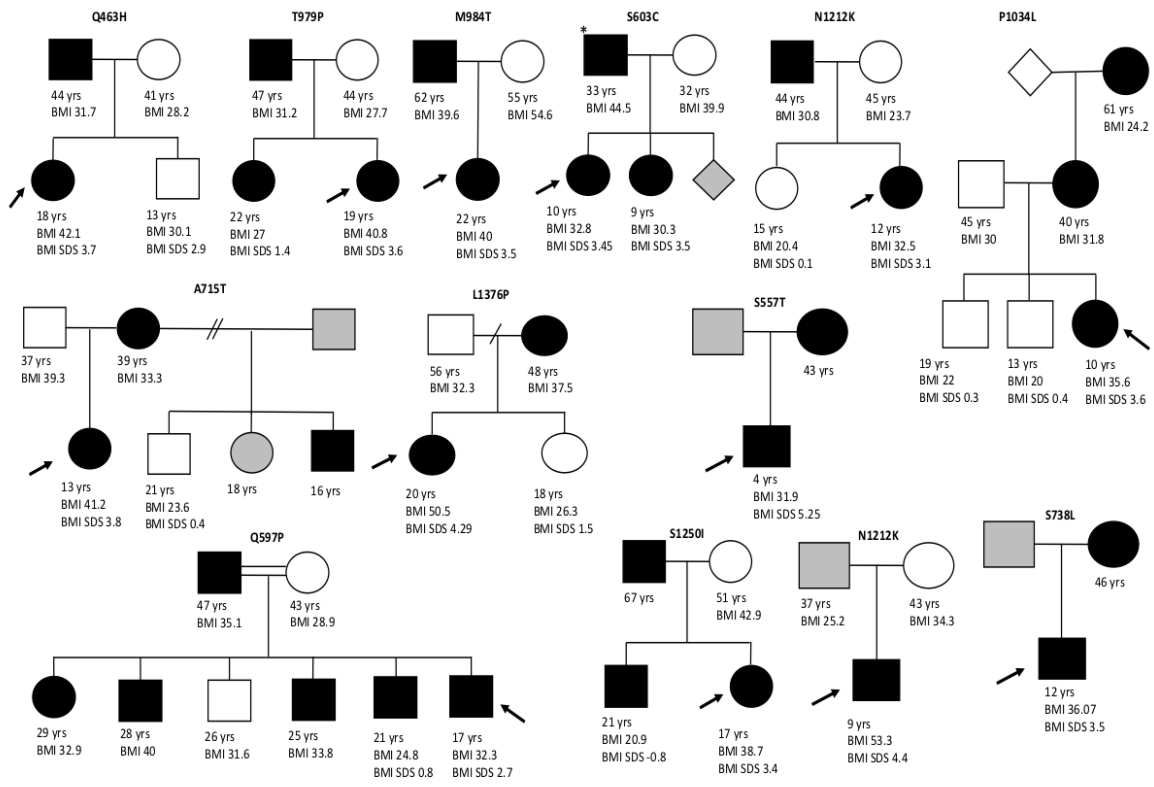 Q463H
44 yrs
BMI 31.7
41 yrs
BMI 28.2
18 yrs
BMI 42.1
BMI SDS 3.7
13 yrs
BMI 30.1
BMI SDS 2.9
T979P
47 yrs
BMI 31.2
44 yrs
BMI 27.7
22 yrs
BMI 27
BMI SDS 1.4
19 yrs
BMI 40.8
BMI SDS 3.6
M984T
62 yrs
BMI 39.6
55 yrs
BMI 54.6
22 yrs
BMI 40
BMI SDS 3.5
S603C
*
33 yrs
BMI 44.5
32 yrs
BMI 39.9
10 yrs
BMI 32.8
BMI SDS 3.45
9 yrs
BMI 30.3
BMI SDS 3.5
N1212K
44 yrs
BMI 30.8
45 yrs
BMI 23.7
15 yrs
BMI 20.4
BMI SDS 0.1
12 yrs
BMI 32.5
BMI SDS 3.1
P1034L
61 yrs
BMI 24.2
45 yrs
BMI 30
40 yrs
BMI 31.8
19 yrs
BMI 22
BMI SDS 0.3
13 yrs
BMI 20
BMI SDS 0.4
10 yrs
BMI 35.6
BMI SDS 3.6
A715T
37 yrs
BMI 39.3
39 yrs
BMI 33.3
13 yrs
BMI 41.2
BMI SDS 3.8
21 yrs
BMI 23.6
BMI SDS 0.4
18 yrs
16 yrs
L1376P
56 yrs
BMI 32.3
48 yrs
BMI 37.5
20 yrs
BMI 50.5
BMI SDS 4.29
18 yrs
BMI 26.3
BMI SDS 1.5
S557T
43 yrs
4 yrs
BMI 31.9
BMI SDS 5.25
Q597P
47 yrs
BMI 35.1
43 yrs
BMI 28.9
29 yrs
BMI 32.9
28 yrs
BMI 40
26 yrs
BMI 31.6
25 yrs
BMI 33.8
21 yrs
BMI 24.8
BMI SDS 0.8
17 yrs
BMI 32.3
BMI SDS 2.7
S1250I
67 yrs
51 yrs
BMI 42.9
21 yrs
BMI 20.9
BMI SDS -0.8
17 yrs
BMI 38.7
BMI SDS 3.4
N1212K
37 yrs
BMI 25.2
43 yrs
BMI 34.3
9 yrs
BMI 53.3
BMI SDS 4.4
S738L
46 yrs
12 yrs
BMI 36.07
BMI SDS 3.5